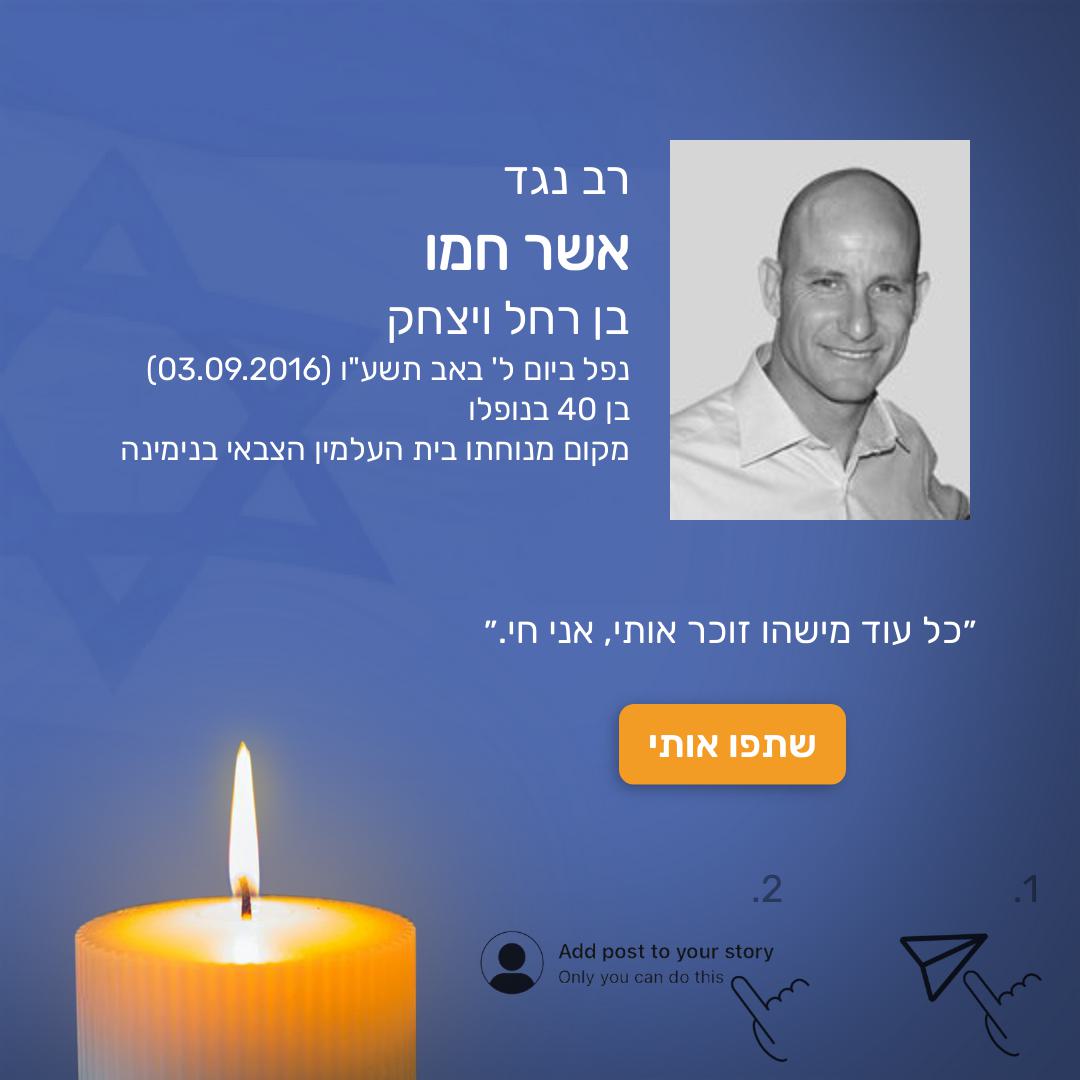 רב נגד
אשר חמו
בן רחל ויצחק
נפל ביום ל' באב תשע"ו (03.09.2016)
בן 40 בנופלו
מקום מנוחתו בית העלמין הצבאי בנימינה
״כל עוד מישהו זוכר אותי, אני חי.״
שתפו אותי
1.
2.
Add post to your story
Only you can do this